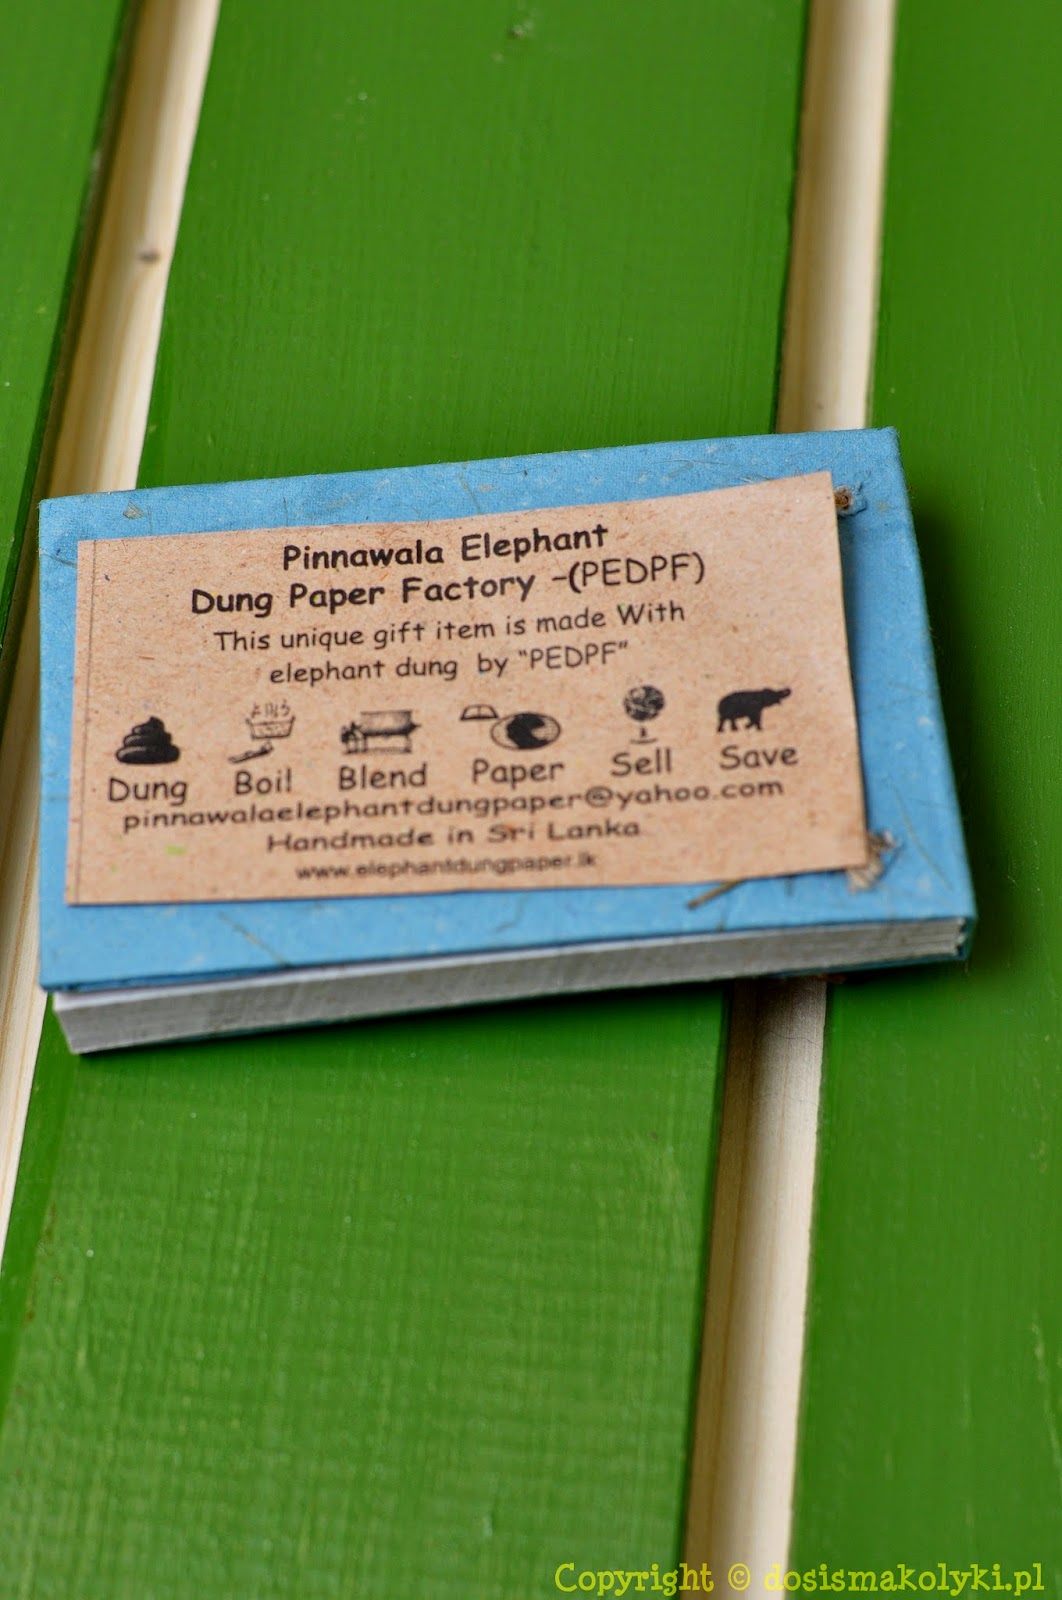 Pinnawala Elephant
Dung Paper Factory -(PEDPF)
This unique gift item is made With
elephant dung by "PEDPF"
Dung Boil Blend Paper Sell Save
pinnawalaelephantdungpaper@yahoo.com
Handmade in Sri Lanka
www.elephantdungpaper.lk
Copyright © dosismakolyki.pl